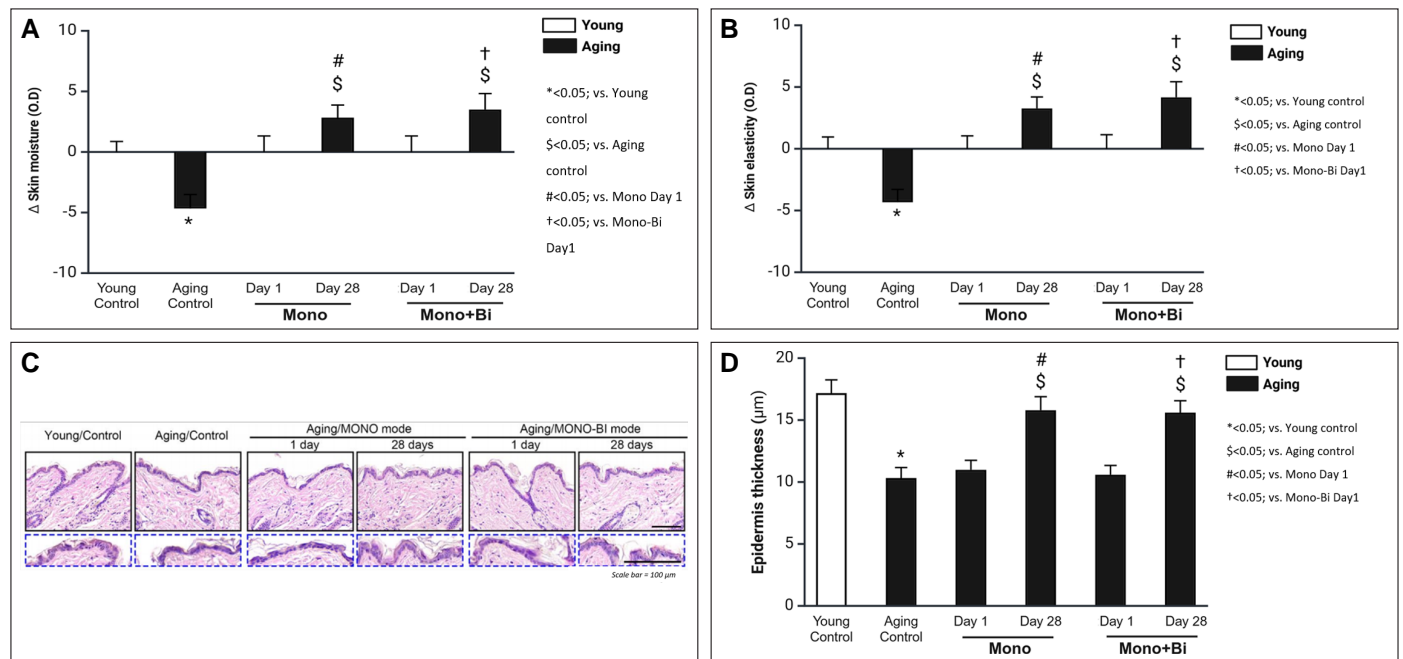 A
Δ Skin moisture (O.D)
10
5
0
-5
-10
*
#
$
†
$
Young
Control
Aging
Control
Day 1
Day 28
Day 1
Day 28
Mono
Mono+Bi
Young
Aging
*<0.05; vs. Young
control
$<0.05; vs. Aging
control
#<0.05; vs. Mono Day 1
†<0.05; vs. Mono-Bi
Day1
B
Δ Skin elasticity (O.D)
10
5
0
-5
-10
*
#
$
†
$
Young
Control
Aging
Control
Day 1
Day 28
Day 1
Day 28
Mono
Mono+Bi
Young
Aging
*<0.05; vs. Young control
$<0.05; vs. Aging control
#<0.05; vs. Mono Day 1
†<0.05; vs. Mono-Bi Day1
C
Young/Control
Aging/Control
Aging/MONO mode
1 day
28 days
Aging/MONO-BI mode
1 day
28 days
Scale bar = 100 μm
D
Epidermis thickness (μm)
20
15
10
5
0
*
#
$
†
$
Young
Control
Aging
Control
Day 1
Day 28
Day 1
Day 28
Mono
Mono+Bi
Young
Aging
*<0.05; vs. Young control
$<0.05; vs. Aging control
#<0.05; vs. Mono Day 1
†<0.05; vs. Mono-Bi Day1